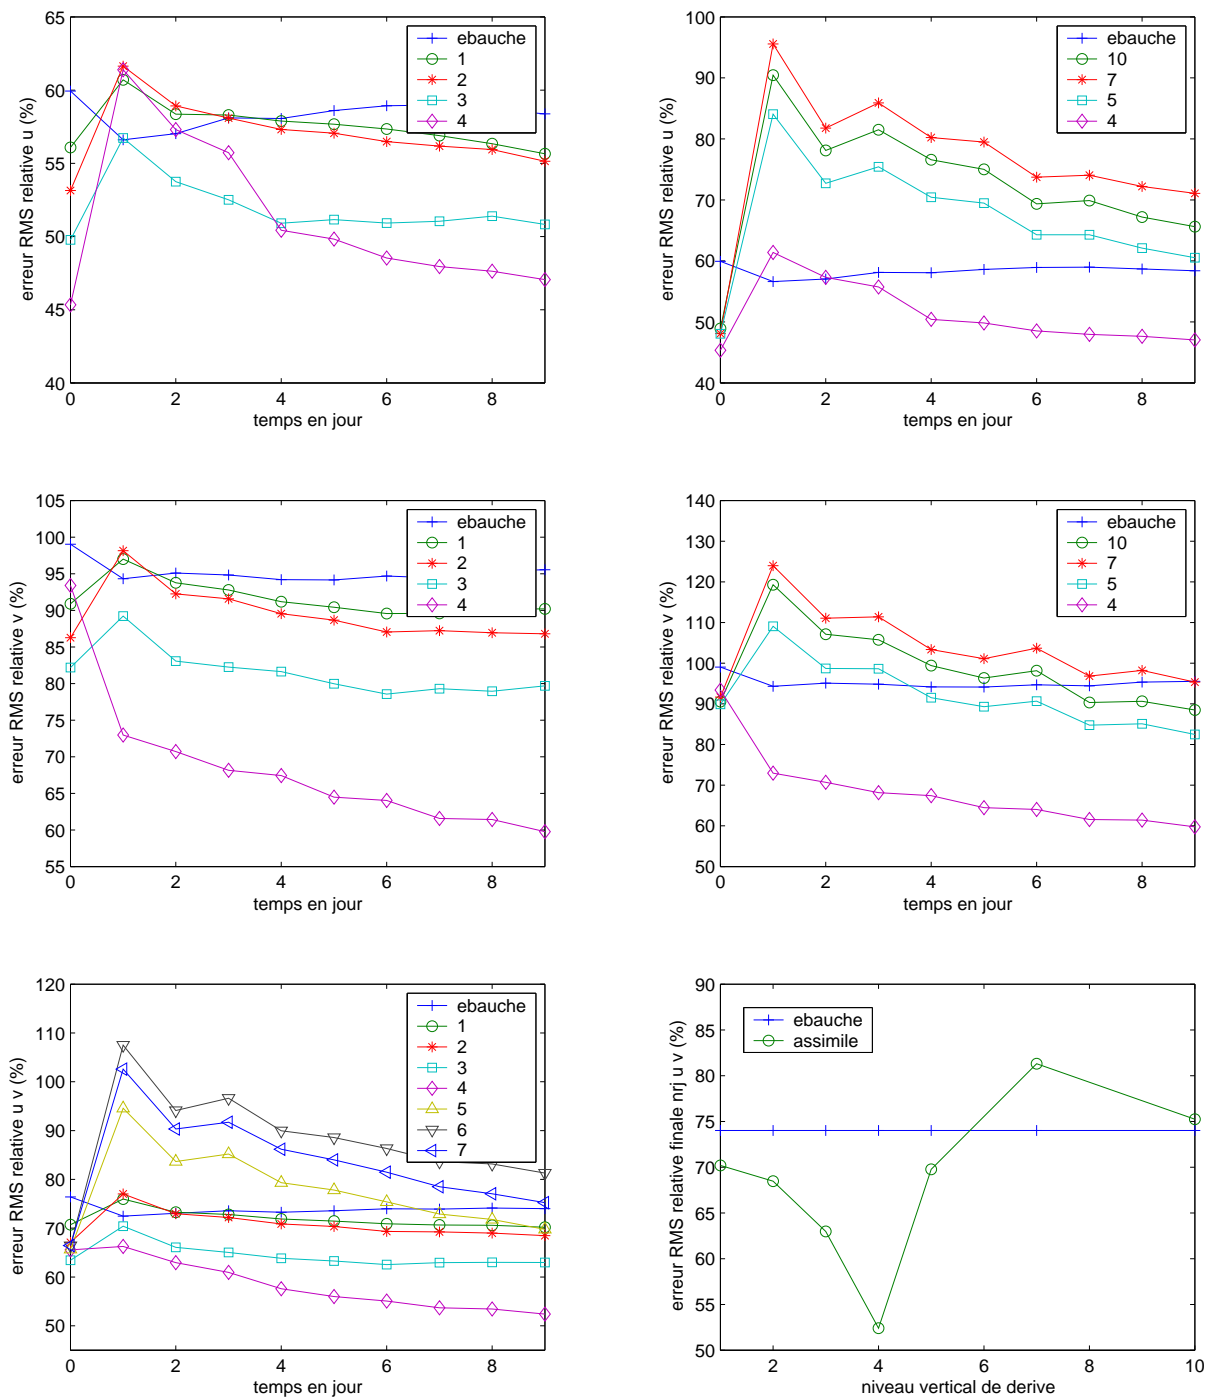 65
60
55
50
45
40
erreur RMS relative u (%)
0 2 4 6 8
temps en jour
ebauche
1
2
3
4
100
90
80
70
60
50
40
erreur RMS relative u (%)
0 2 4 6 8
temps en jour
ebauche
10
7
5
4
105
100
95
90
85
80
75
70
65
60
55
erreur RMS relative v (%)
0 2 4 6 8
temps en jour
ebauche
1
2
3
4
140
130
120
110
100
90
80
70
60
50
erreur RMS relative v (%)
0 2 4 6 8
temps en jour
ebauche
10
7
5
4
120
110
100
90
80
70
60
50
erreur RMS relative u v (%)
0 2 4 6 8
temps en jour
ebauche
1
2
3
4
5
6
7
90
85
80
75
70
65
60
55
50
erreur RMS relative finale nrj u v (%)
2 4 6 8 10
niveau vertical de derive
ebauche
assimile